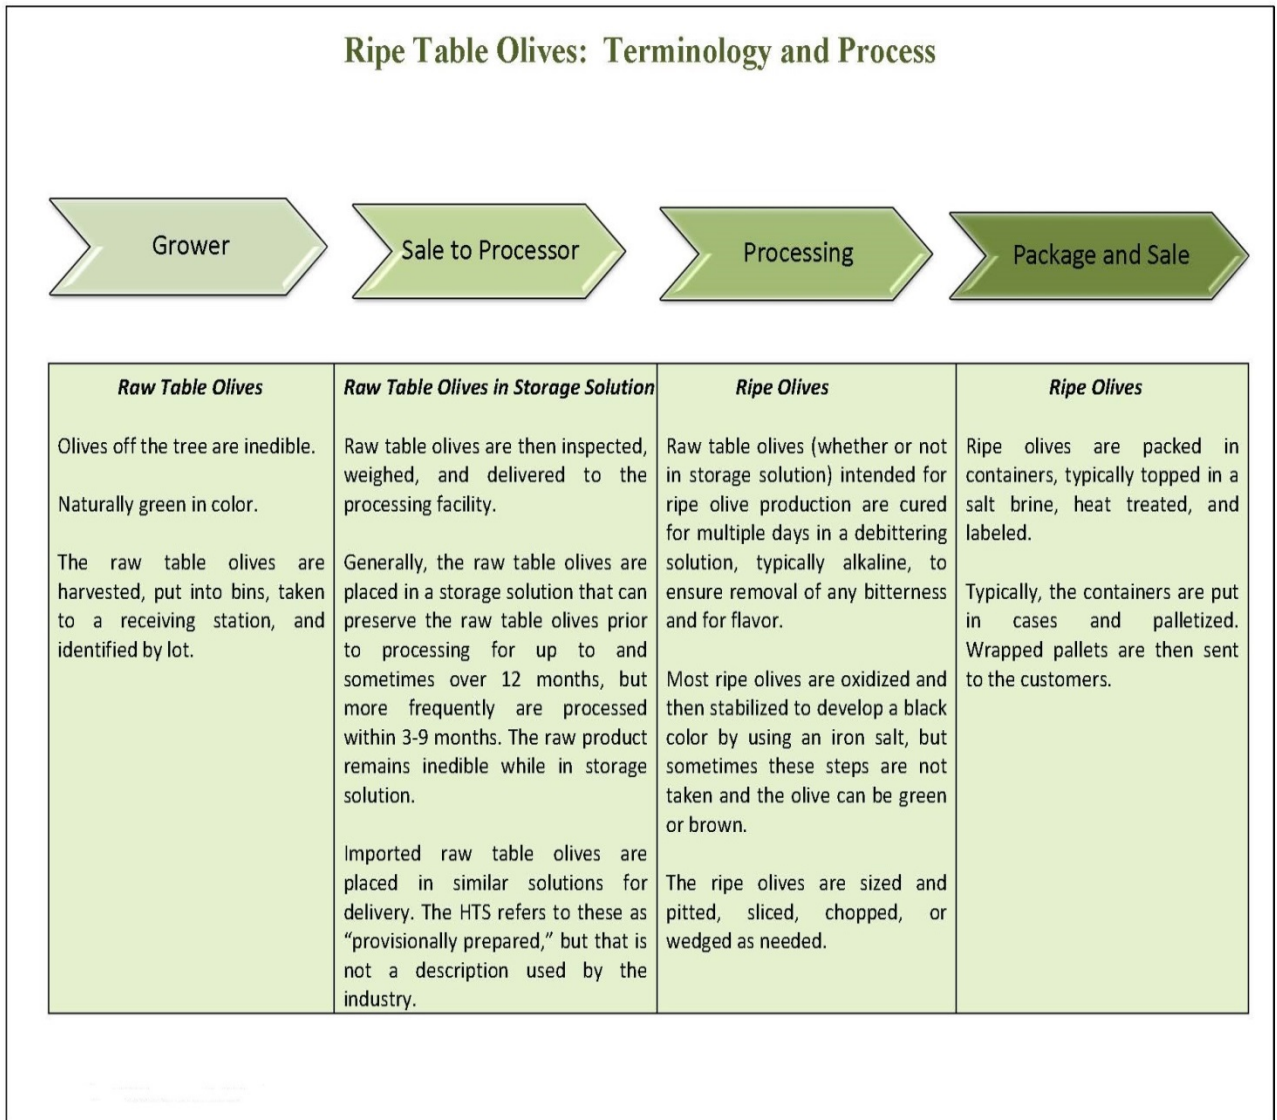 Ripe Table Olives: Terminology and Process
Grower
Sale to Processor
Processing
Package and Sale
Raw Table Olives
Olives off the tree are inedible.
Naturally green in color.
The raw table olives are
harvested, put into bins, taken
to a receiving station, and
identified by lot.
Raw Table Olives in Storage Solution
Raw table olives are then inspected,
weighed, and delivered to the
processing facility.
Generally, the raw table olives are
placed in a storage solution that can
preserve the raw table olives prior
to processing for up to and
sometimes over 12 months, but
more frequently are processed
within 3-9 months. The raw product
remains inedible while in storage
solution.
Imported raw table olives are
placed in similar solutions for
delivery. The HTS refers to these as
“provisionally prepared,” but that is
not a description used by the
industry.
Ripe Olives
Raw table olives (whether or not
in storage solution) intended for
ripe olive production are cured
for multiple days in a debittering
solution, typically alkaline, to
ensure removal of any bitterness
and for flavor.
Most ripe olives are oxidized and
then stabilized to develop a black
color by using an iron salt, but
sometimes these steps are not
taken and the olive can be green
or brown.
The ripe olives are sized and
pitted, sliced, chopped, or
wedged as needed.
Ripe Olives
Ripe olives are packed in
containers, typically topped in a
salt brine, heat treated, and
labeled.
Typically, the containers are put
in cases and palletized.
Wrapped pallets are then sent
to the customers.